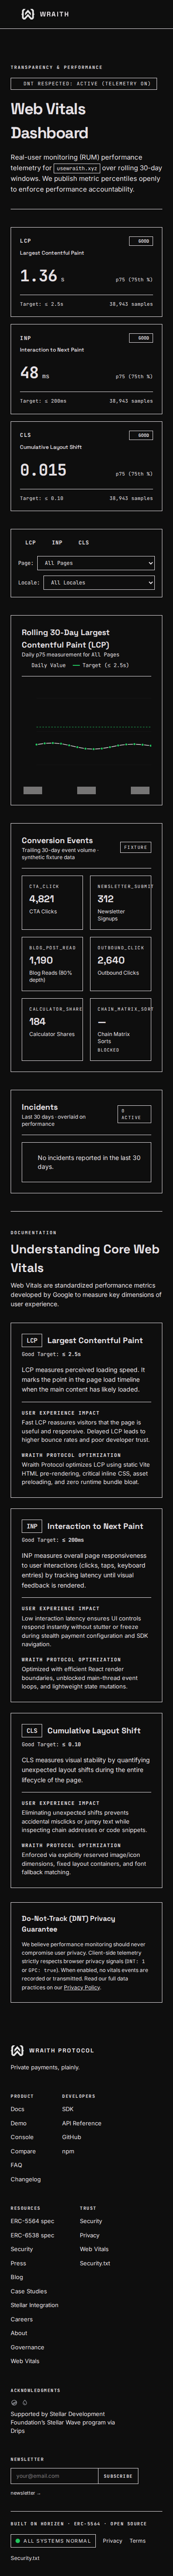 WRAITH
TRANSPARENCY & PERFORMANCE
DNT RESPECTED: ACTIVE (TELEMETRY ON)
Web Vitals
Dashboard
Real-user monitoring (RUM) performance
telemetry for usewraith.xyz over rolling 30-day
windows. We publish metric percentiles openly
to enforce performance accountability.
LCP GOOD
Largest Contentful Paint
1.36 s p75 (75th %)
Target: ≤ 2.5s 38,943 samples
INP GOOD
Interaction to Next Paint
48 ms p75 (75th %)
Target: ≤ 200ms 38,943 samples
CLS GOOD
Cumulative Layout Shift
0.015 p75 (75th %)
Target: ≤ 0.10 38,943 samples
LCP INP CLS
Page: All Pages
Locale: All Locales
Rolling 30-Day Largest
Contentful Paint (LCP)
Daily p75 measurement for All Pages
Daily Value Target (≤ 2.5s)
Conversion Events
Trailing 30-day event volume ·
synthetic fixture data
FIXTURE
CTA_CLICK
4,821
CTA Clicks
NEWSLETTER_SUBMIT
312
Newsletter
Signups
BLOG_POST_READ
1,190
Blog Reads (80%
depth)
OUTBOUND_CLICK
2,640
Outbound Clicks
CALCULATOR_SHARE
184
Calculator Shares
CHAIN_MATRIX_SORT
—
Chain Matrix
Sorts
BLOCKED
Incidents
Last 30 days · overlaid on
performance
0
ACTIVE
No incidents reported in the last 30
days.
DOCUMENTATION
Understanding Core Web
Vitals
Web Vitals are standardized performance metrics
developed by Google to measure key dimensions of
user experience.
LCP Largest Contentful Paint
Good Target: ≤ 2.5s
LCP measures perceived loading speed. It
marks the point in the page load timeline
when the main content has likely loaded.
USER EXPERIENCE IMPACT
Fast LCP reassures visitors that the page is
useful and responsive. Delayed LCP leads to
higher bounce rates and poor developer trust.
WRAITH PROTOCOL OPTIMIZATION
Wraith Protocol optimizes LCP using static Vite
HTML pre-rendering, critical inline CSS, asset
preloading, and zero runtime bundle bloat.
INP Interaction to Next Paint
Good Target: ≤ 200ms
INP measures overall page responsiveness
to user interactions (clicks, taps, keyboard
entries) by tracking latency until visual
feedback is rendered.
USER EXPERIENCE IMPACT
Low interaction latency ensures UI controls
respond instantly without stutter or freeze
during stealth payment configuration and SDK
navigation.
WRAITH PROTOCOL OPTIMIZATION
Optimized with efficient React render
boundaries, unblocked main-thread event
loops, and lightweight state mutations.
CLS Cumulative Layout Shift
Good Target: ≤ 0.10
CLS measures visual stability by quantifying
unexpected layout shifts during the entire
lifecycle of the page.
USER EXPERIENCE IMPACT
Eliminating unexpected shifts prevents
accidental misclicks or jumpy text while
inspecting chain addresses or code snippets.
WRAITH PROTOCOL OPTIMIZATION
Enforced via explicitly reserved image/icon
dimensions, fixed layout containers, and font
fallback matching.
Do-Not-Track (DNT) Privacy
Guarantee
We believe performance monitoring should never
compromise user privacy. Client-side telemetry
strictly respects browser privacy signals (DNT: 1
or GPC: true). When enabled, no vitals events are
recorded or transmitted. Read our full data
practices on our Privacy Policy.
WRAITH PROTOCOL
Private payments, plainly.
PRODUCT
Docs
Demo
Console
Compare
FAQ
Changelog
DEVELOPERS
SDK
API Reference
GitHub
npm
RESOURCES
ERC-5564 spec
ERC-6538 spec
Security
Press
Blog
Case Studies
Stellar Integration
Careers
About
Governance
Web Vitals
TRUST
Security
Privacy
Web Vitals
Security.txt
ACKNOWLEDGMENTS
Supported by Stellar Development
Foundation's Stellar Wave program via
Drips
NEWSLETTER
your@email.com SUBSCRIBE
newsletter →
BUILT ON HORIZEN · ERC-5564 · OPEN SOURCE
ALL SYSTEMS NORMAL Privacy Terms
Security.txt